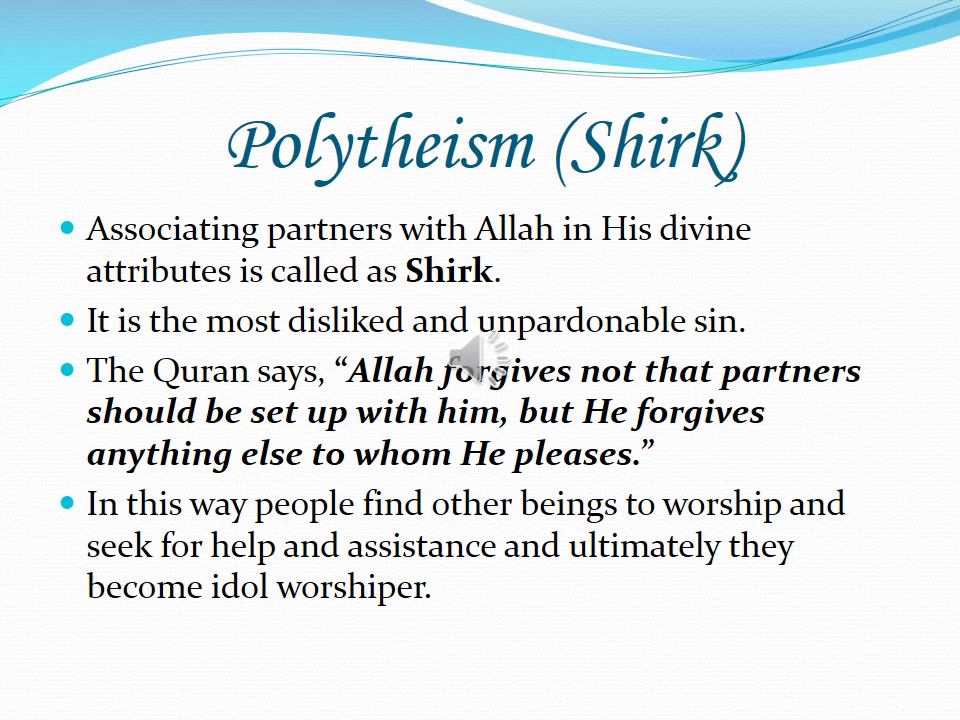 Polytheism (Shirk)
• Associating partners with Allah in His divine
attributes is called as Shirk.
• It is the most disliked and unpardonable sin.
• The Quran says, “Allah forgives not that partners
should be set up with him, but He forgives
anything else to whom He pleases.”
• In this way people find other beings to worship and
seek for help and assistance and ultimately they
become idol worshiper.